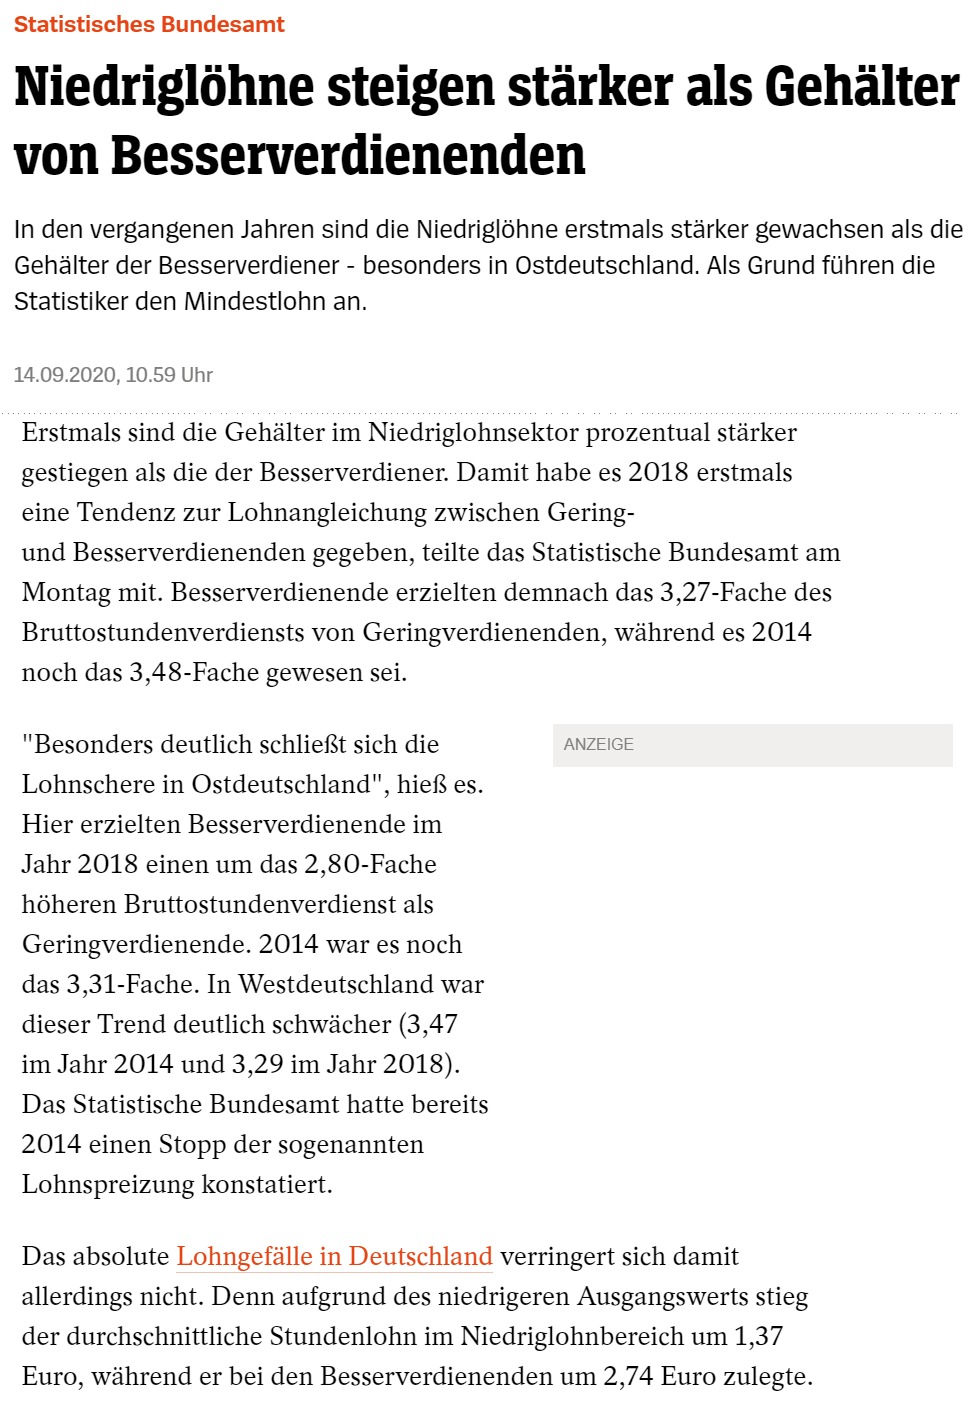 Statistisches Bundesamt
Niedriglöhne steigen stärker als Gehälter
von Besserverdienenden
In den vergangenen Jahren sind die Niedriglöhne erstmals stärker gewachsen als die
Gehälter der Besserverdiener - besonders in Ostdeutschland. Als Grund führen die
Statistiker den Mindestlohn an.
14.09.2020, 10.59 Uhr
Erstmals sind die Gehälter im Niedriglohnsektor prozentual stärker
gestiegen als die der Besserverdiener. Damit habe es 2018 erstmals
eine Tendenz zur Lohnangleichung zwischen Gering-
und Besserverdienenden gegeben, teilte das Statistische Bundesamt am
Montag mit. Besserverdienende erzielten demnach das 3,27-Fache des
Bruttostundenverdiensts von Geringverdienenden, während es 2014
noch das 3,48-Fache gewesen sei.
"Besonders deutlich schließt sich die
Lohnschere in Ostdeutschland", hieß es.
Hier erzielten Besserverdienende im
Jahr 2018 einen um das 2,80-Fache
höheren Bruttostundenverdienst als
Geringverdienende. 2014 war es noch
das 3,31-Fache. In Westdeutschland war
dieser Trend deutlich schwächer (3,47
im Jahr 2014 und 3,29 im Jahr 2018).
Das Statistische Bundesamt hatte bereits
2014 einen Stopp der sogenannten
Lohnspreizung konstatiert.
ANZEIGE
Das absolute Lohngefälle in Deutschland verringert sich damit
allerdings nicht. Denn aufgrund des niedrigeren Ausgangswerts stieg
der durchschnittliche Stundenlohn im Niedriglohnbereich um 1,37
Euro, während er bei den Besserverdienenden um 2,74 Euro zulegte.